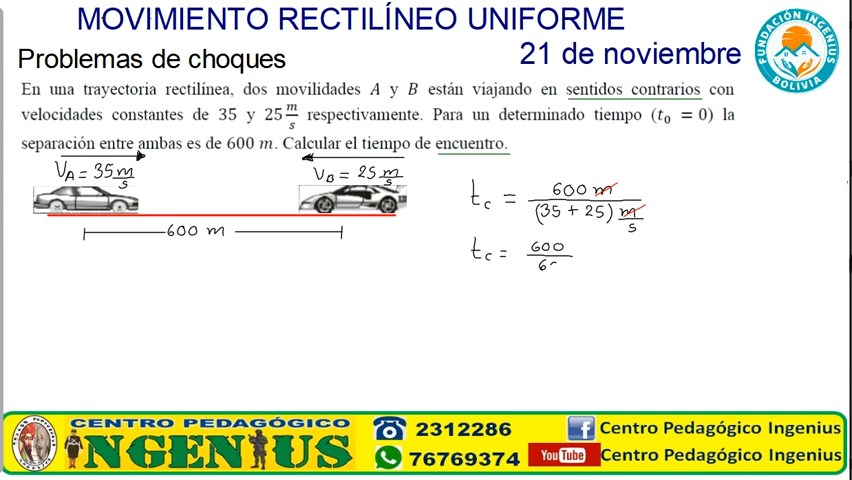 MOVIMIENTO RECTILÍNEO UNIFORME
Problemas de choques
21 de noviembre
FUNDACIÓN INGENIUS
BOLIVIA
En una trayectoria rectilínea, dos movilidades A y B están viajando en sentidos contrarios con
velocidades constantes de 35 y 25 m/s respectivamente. Para un determinado tiempo (t₀ = 0) la
separación entre ambas es de 600 m. Calcular el tiempo de encuentro.
V_A = 35 m/s
V_B = 25 m/s
600 m
t_c = 600 m / (35 + 25) m/s
t_c = 600 / 6
CENTRO PEDAGÓGICO
INGENIUS
2312286
76769374
Centro Pedagógico Ingenius
YouTube Centro Pedagógico Ingenius